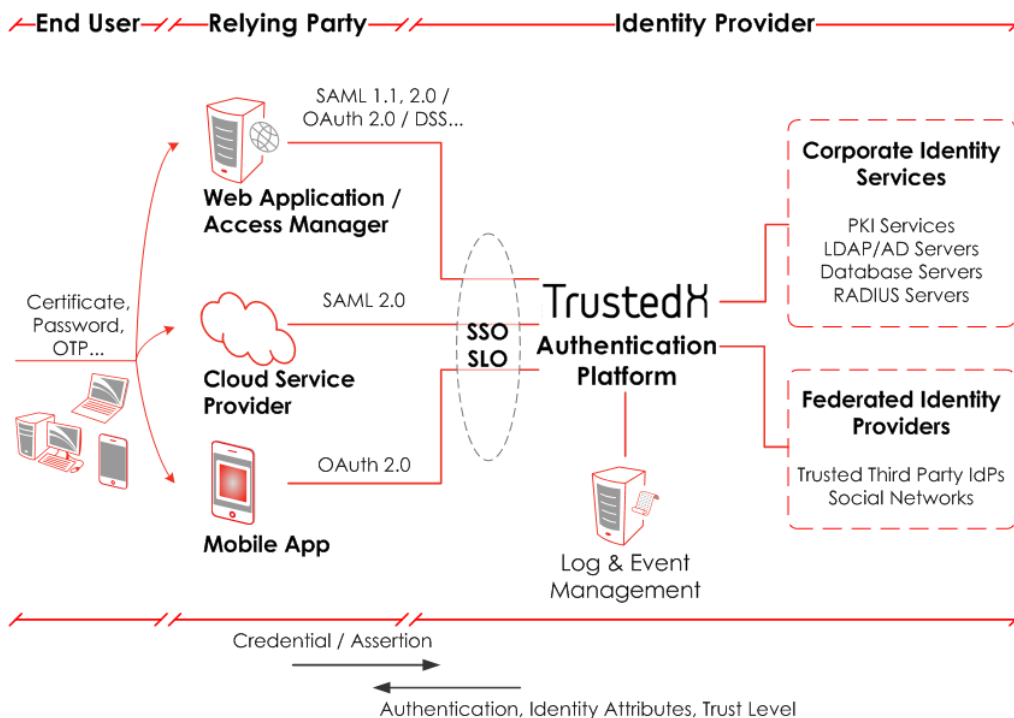 End User
Relying Party
Identity Provider
SAML 1.1, 2.0 /
OAuth 2.0 / DSS...
Web Application /
Access Manager
Corporate Identity
Services
PKI Services
LDAP/AD Servers
Database Servers
RADIUS Servers
Certificate,
Password,
OTP...
SAML 2.0
Cloud Service
Provider
SSO
SLO
TrustedX
Authentication
Platform
Federated Identity
Providers
Trusted Third Party IdPs
Social Networks
OAuth 2.0
Mobile App
Log & Event
Management
Credential / Assertion
Authentication, Identity Attributes, Trust Level